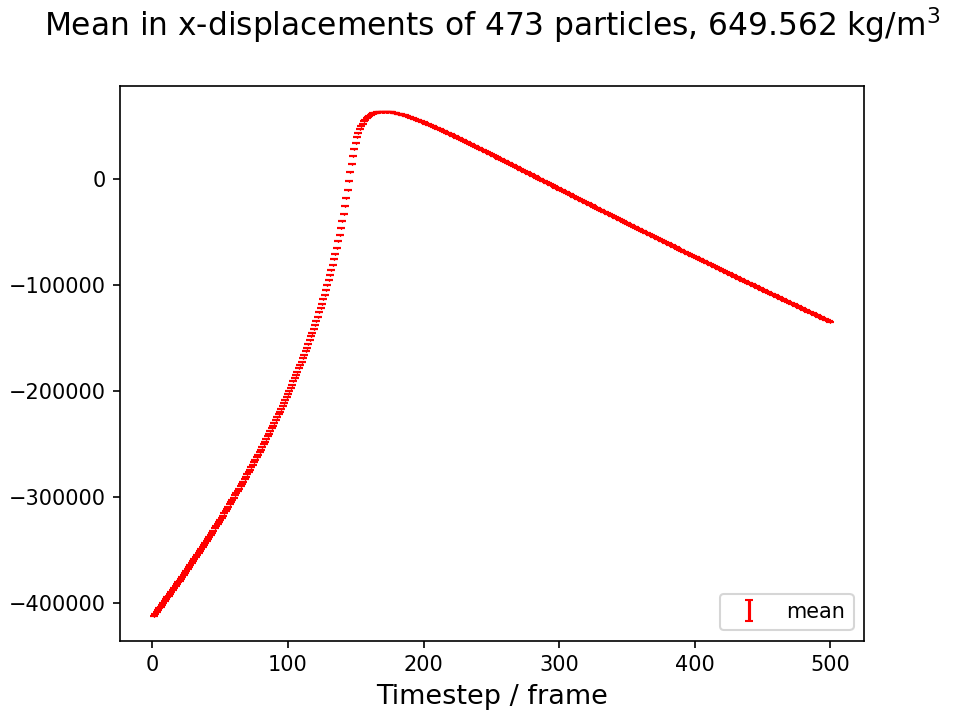 Mean in x-displacements of 473 particles, 649.562 kg/m³
0
−100000
−200000
−300000
−400000
mean
0 100 200 300 400 500
Timestep / frame